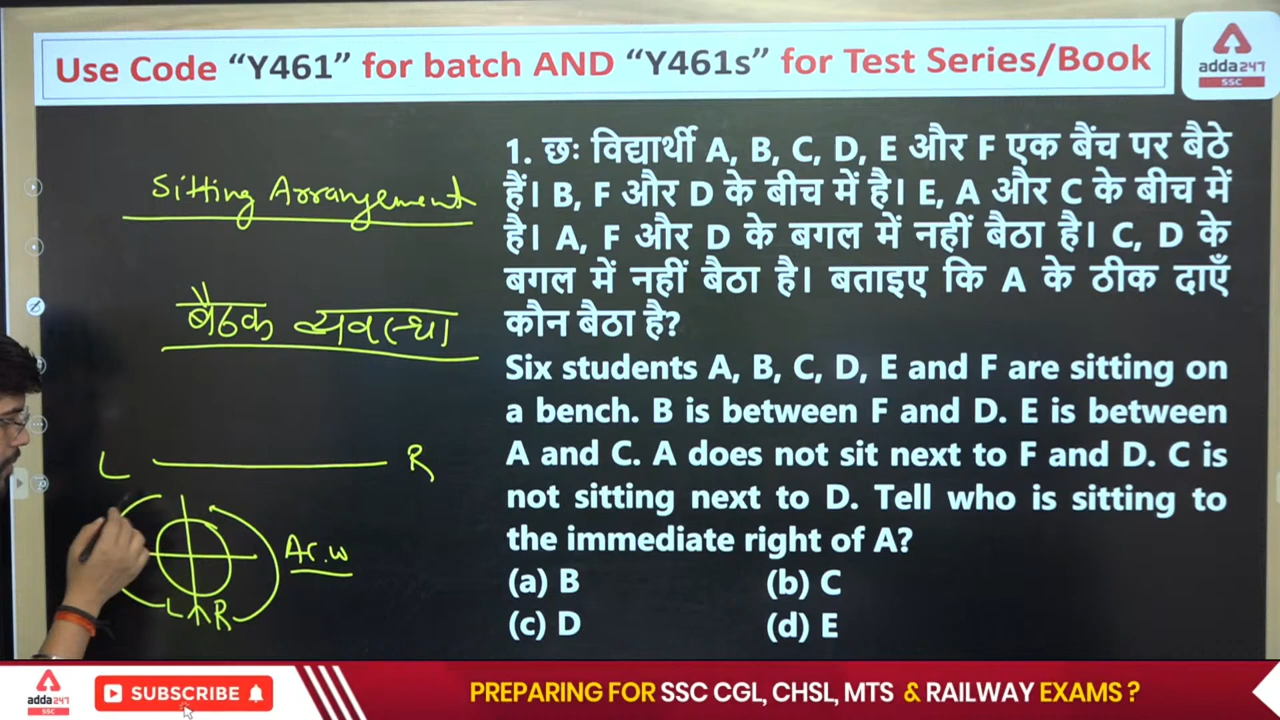 Use Code “Y461” for batch AND “Y461s” for Test Series/Book
adda247
SSC
Sitting Arrangement
बैठक व्यवस्था
L R
Ac.w
L R
1. छः विद्यार्थी A, B, C, D, E और F एक बैंच पर बैठे
हैं। B, F और D के बीच में है। E, A और C के बीच में
है। A, F और D के बगल में नहीं बैठा है। C, D के
बगल में नहीं बैठा है। बताइए कि A के ठीक दाएँ
कौन बैठा है?
Six students A, B, C, D, E and F are sitting on
a bench. B is between F and D. E is between
A and C. A does not sit next to F and D. C is
not sitting next to D. Tell who is sitting to
the immediate right of A?
(a) B (b) C
(c) D (d) E
adda247
SSC
SUBSCRIBE
PREPARING FOR SSC CGL, CHSL, MTS & RAILWAY EXAMS ?